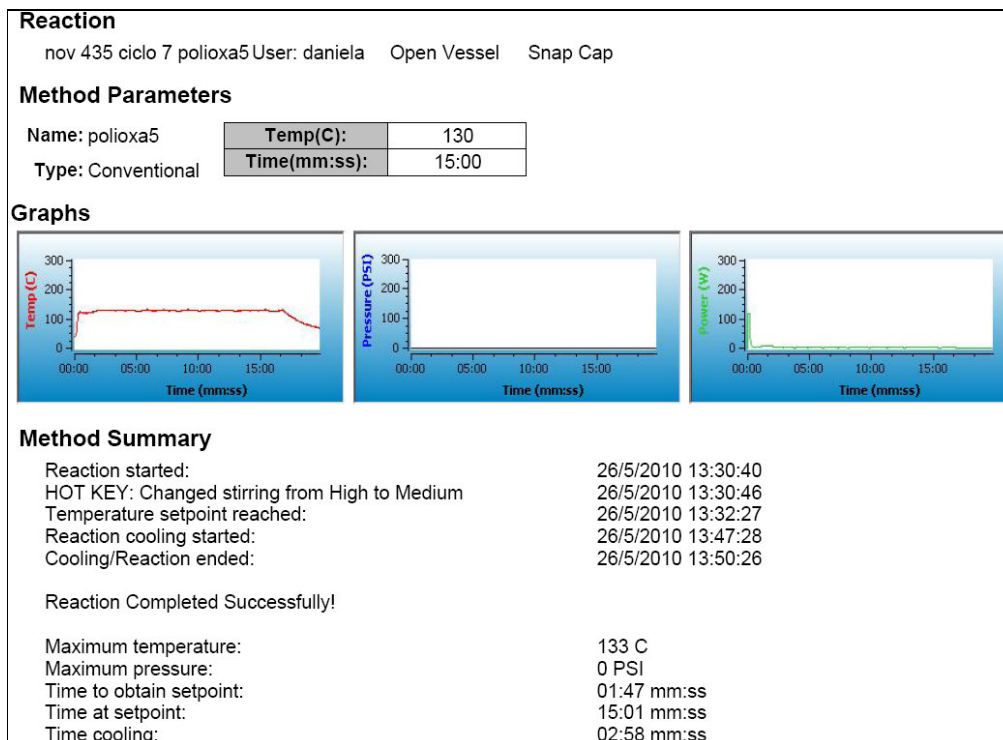 Reaction
nov 435 ciclo 7 polioxa5 User: daniela Open Vessel Snap Cap
Method Parameters
Name: polioxa5
Temp(C): 130
Type: Conventional
Time(mm:ss): 15:00
Graphs
Temp (C)
300
200
100
0
00:00 05:00 10:00 15:00
Time (mm:ss)
Pressure (PSI)
300
200
100
0
00:00 05:00 10:00 15:00
Time (mm:ss)
Power (W)
300
200
100
0
00:00 05:00 10:00 15:00
Time (mm:ss)
Method Summary
Reaction started: 26/5/2010 13:30:40
HOT KEY: Changed stirring from High to Medium 26/5/2010 13:30:46
Temperature setpoint reached: 26/5/2010 13:32:27
Reaction cooling started: 26/5/2010 13:47:28
Cooling/Reaction ended: 26/5/2010 13:50:26
Reaction Completed Successfully!
Maximum temperature: 133 C
Maximum pressure: 0 PSI
Time to obtain setpoint: 01:47 mm:ss
Time at setpoint: 15:01 mm:ss
Time cooling: 02:58 mm:ss